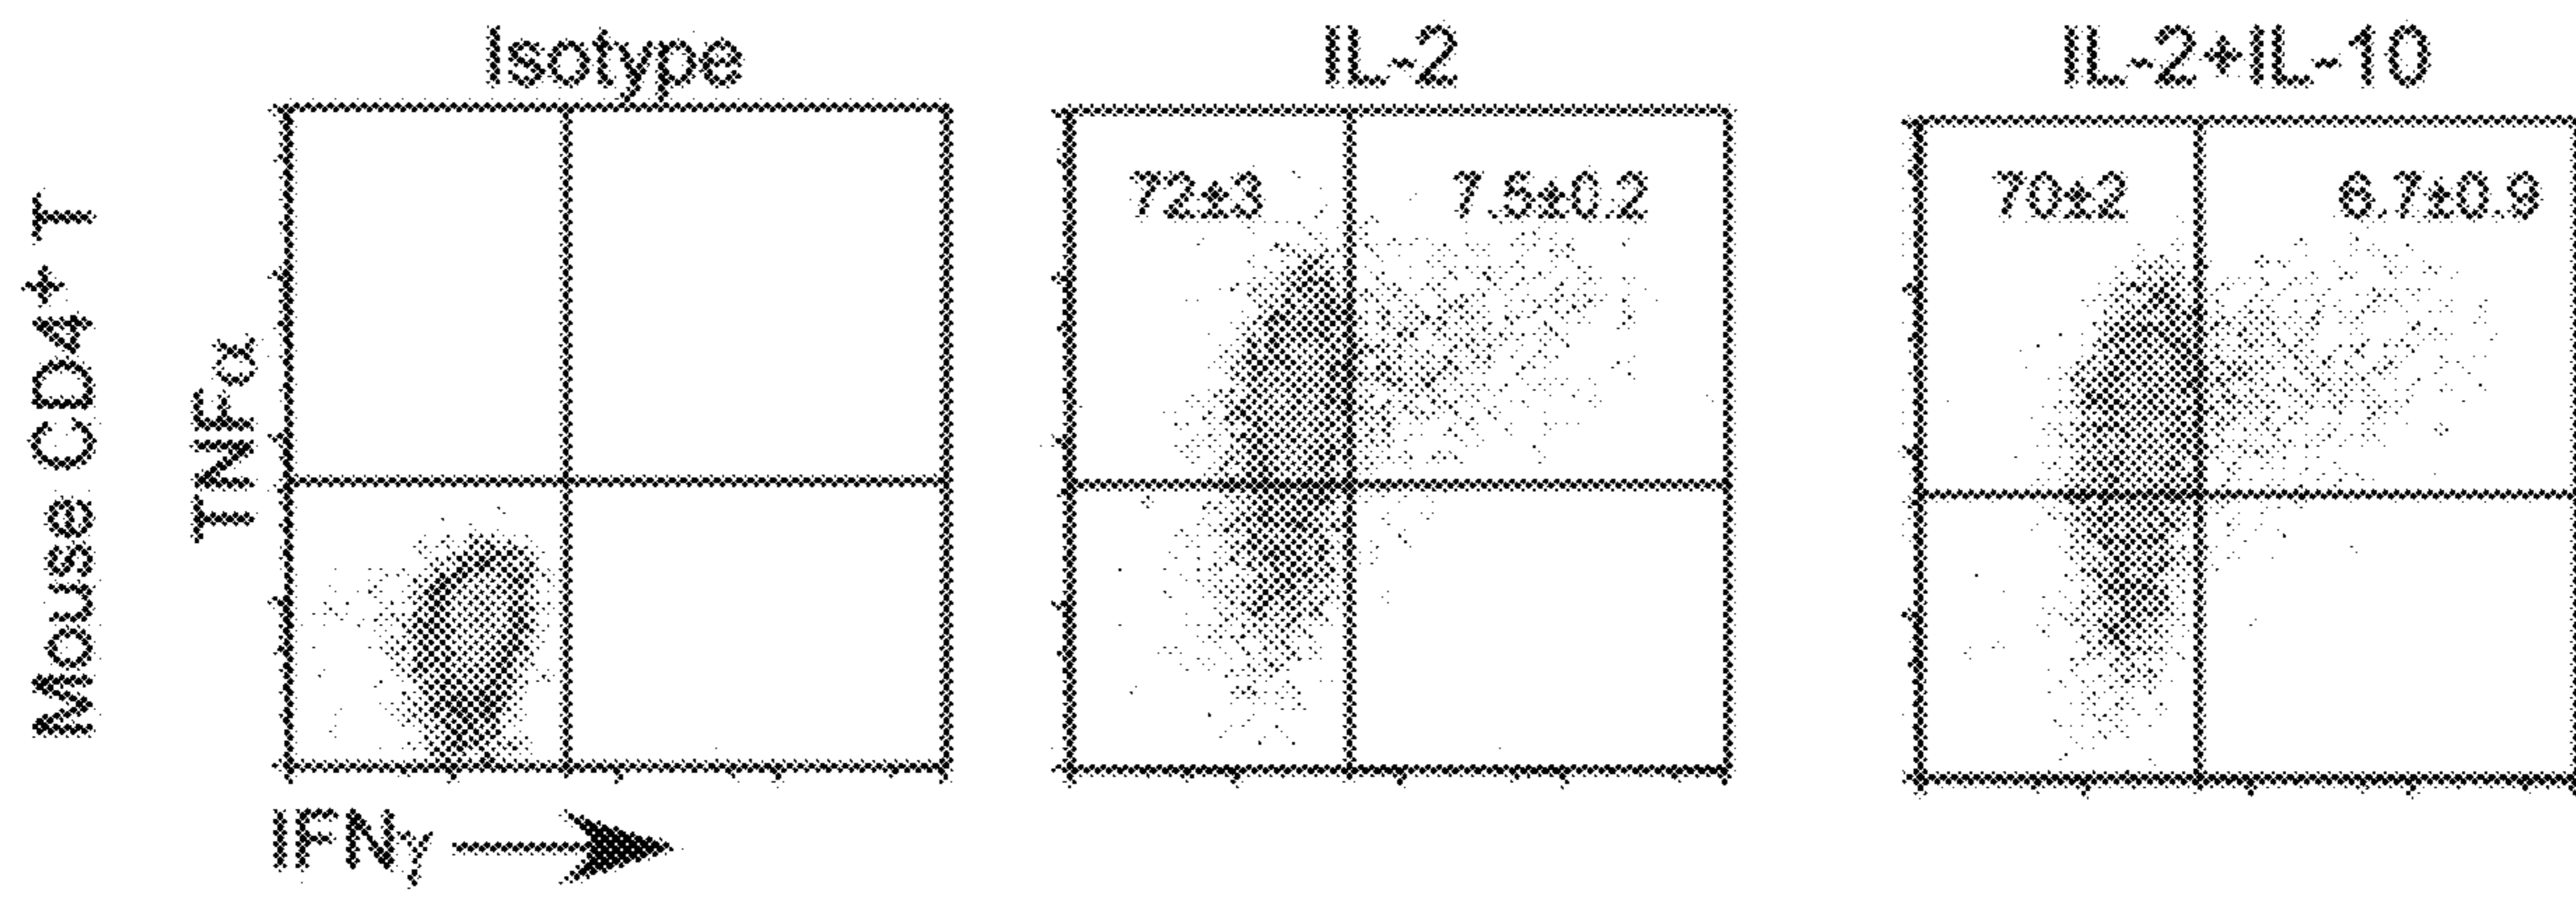 Isotype
IL-2
IL-2+IL-10
Mouse CD4+ T
TNFα
72±3
7.5±0.2
70±2
6.7±0.9
IFNγ